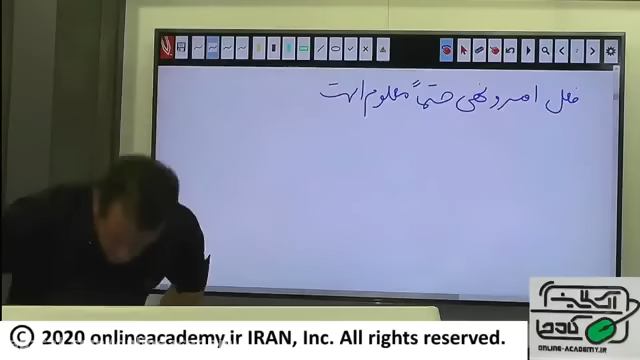 فعل امر و نهی حتماً معلوم است
© 2020 onlineacademy.ir IRAN, Inc. All rights reserved.
ONLINE-ACADEMY.IR